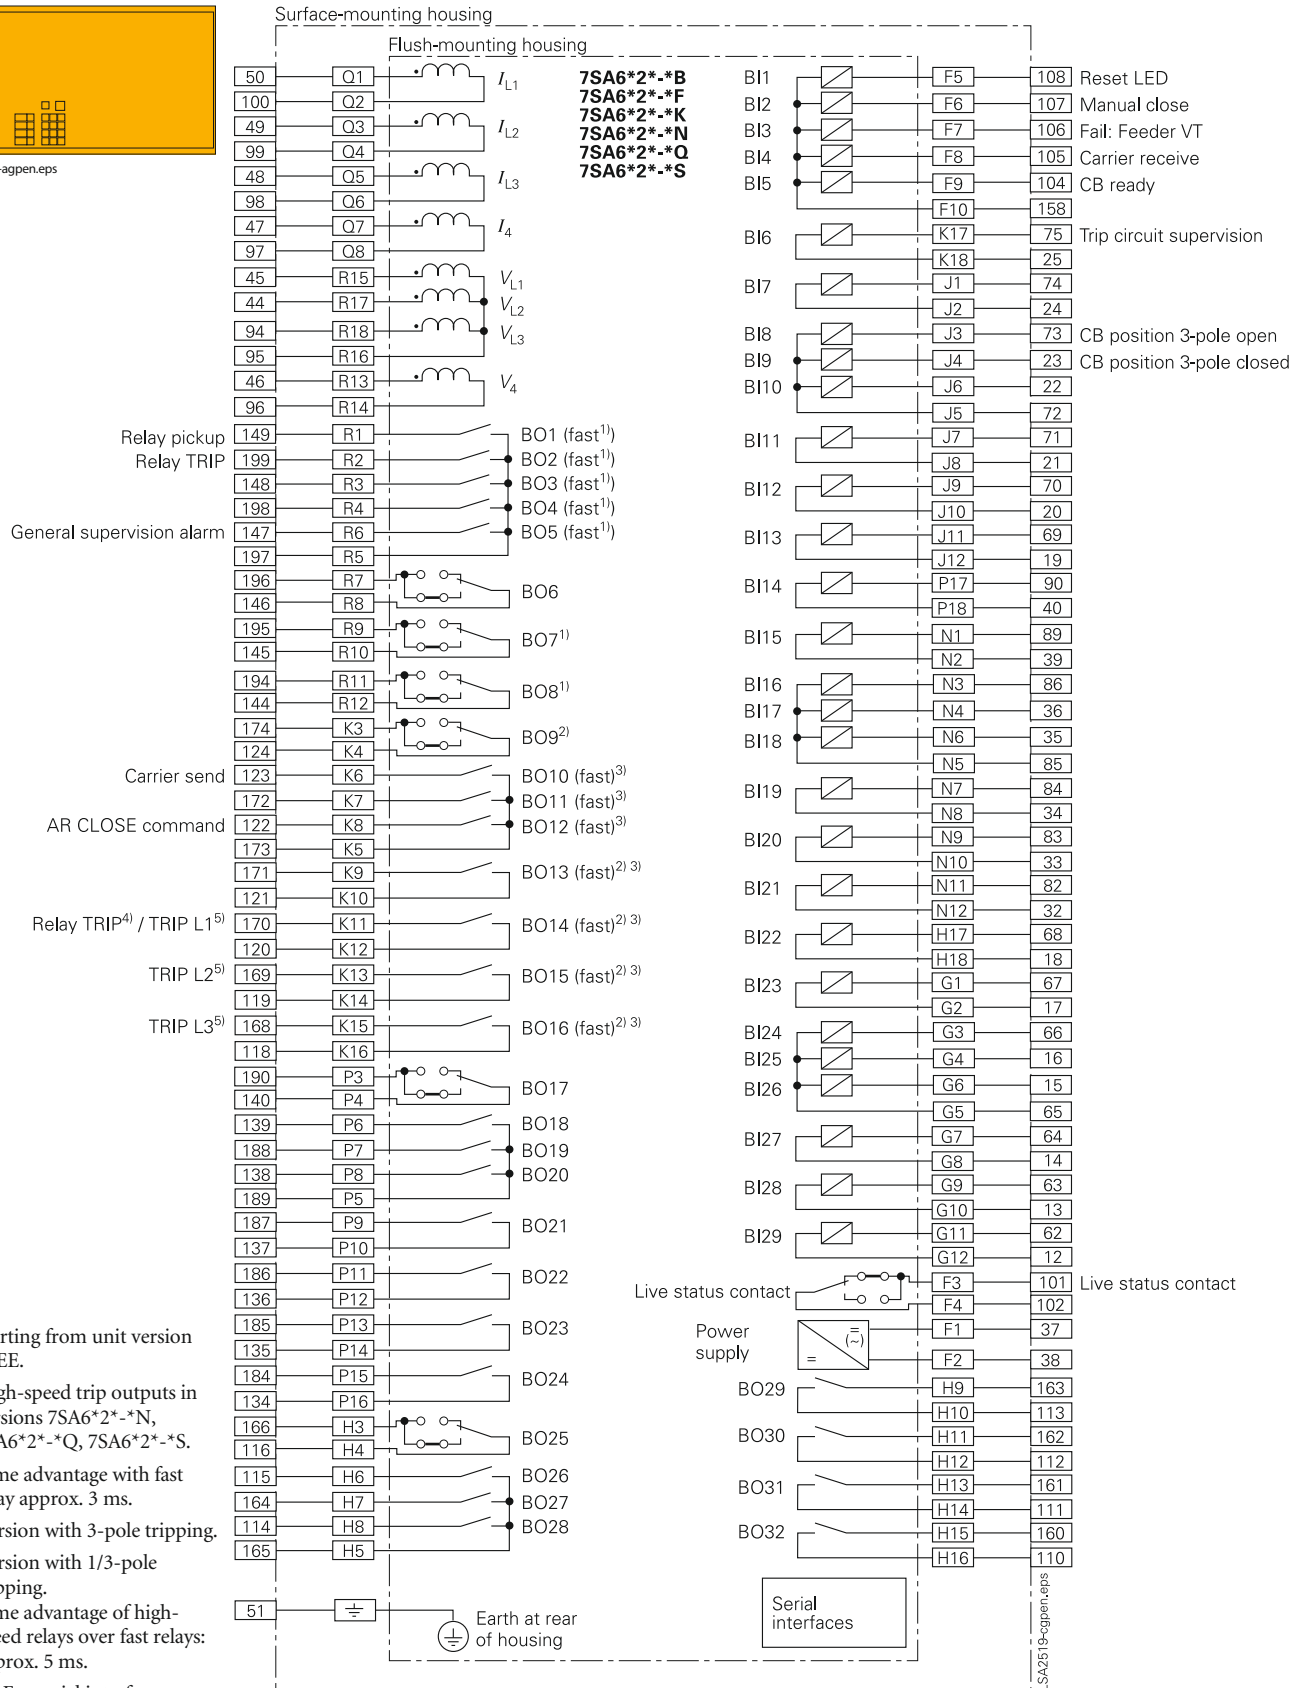 Surface-mounting housing
Flush-mounting housing
-agpen.eps
7SA6*2*-*B
7SA6*2*-*F
7SA6*2*-*K
7SA6*2*-*N
7SA6*2*-*Q
7SA6*2*-*S
50 Q1 IL1
100 Q2
49 Q3 IL2
99 Q4
48 Q5 IL3
98 Q6
47 Q7 I4
97 Q8
45 R15 VL1
44 R17 VL2
94 R18 VL3
95 R16
46 R13 V4
96 R14
Relay pickup 149 R1 BO1 (fast1))
Relay TRIP 199 R2 BO2 (fast1))
148 R3 BO3 (fast1))
198 R4 BO4 (fast1))
General supervision alarm 147 R6 BO5 (fast1))
197 R5
196 R7 BO6
146 R8
195 R9 BO71)
145 R10
194 R11 BO81)
144 R12
174 K3 BO92)
124 K4
Carrier send 123 K6 BO10 (fast)3)
172 K7 BO11 (fast)3)
AR CLOSE command 122 K8 BO12 (fast)3)
173 K5
171 K9 BO13 (fast)2) 3)
121 K10
Relay TRIP4) / TRIP L15) 170 K11 BO14 (fast)2) 3)
120 K12
TRIP L25) 169 K13 BO15 (fast)2) 3)
119 K14
TRIP L35) 168 K15 BO16 (fast)2) 3)
118 K16
190 P3 BO17
140 P4
139 P6 BO18
188 P7 BO19
138 P8 BO20
189 P5
187 P9 BO21
137 P10
186 P11 BO22
136 P12
185 P13 BO23
135 P14
184 P15 BO24
134 P16
166 H3 BO25
116 H4
115 H6 BO26
164 H7 BO27
114 H8 BO28
165 H5
51 Earth at rear
of housing
BI1 F5 108 Reset LED
BI2 F6 107 Manual close
BI3 F7 106 Fail: Feeder VT
BI4 F8 105 Carrier receive
BI5 F9 104 CB ready
F10 158
BI6 K17 75 Trip circuit supervision
K18 25
BI7 J1 74
J2 24
BI8 J3 73 CB position 3-pole open
BI9 J4 23 CB position 3-pole closed
BI10 J6 22
J5 72
BI11 J7 71
J8 21
BI12 J9 70
J10 20
BI13 J11 69
J12 19
BI14 P17 90
P18 40
BI15 N1 89
N2 39
BI16 N3 86
BI17 N4 36
BI18 N6 35
N5 85
BI19 N7 84
N8 34
BI20 N9 83
N10 33
BI21 N11 82
N12 32
BI22 H17 68
H18 18
BI23 G1 67
G2 17
BI24 G3 66
BI25 G4 16
BI26 G6 15
G5 65
BI27 G7 64
G8 14
BI28 G9 63
G10 13
BI29 G11 62
G12 12
Live status contact F3 101 Live status contact
F4 102
Power
supply = (~) = F1 37
F2 38
BO29 H9 163
H10 113
BO30 H11 162
H12 112
BO31 H13 161
H14 111
BO32 H15 160
H16 110
Serial
interfaces
LSA2519-cgpen.eps
rting from unit version
EE.
gh-speed trip outputs in
rsions 7SA6*2*-*N,
A6*2*-*Q, 7SA6*2*-*S.
me advantage with fast
ay approx. 3 ms.
ersion with 3-pole tripping.
ersion with 1/3-pole
pping.
me advantage of high-
eed relays over fast relays:
prox. 5 ms.